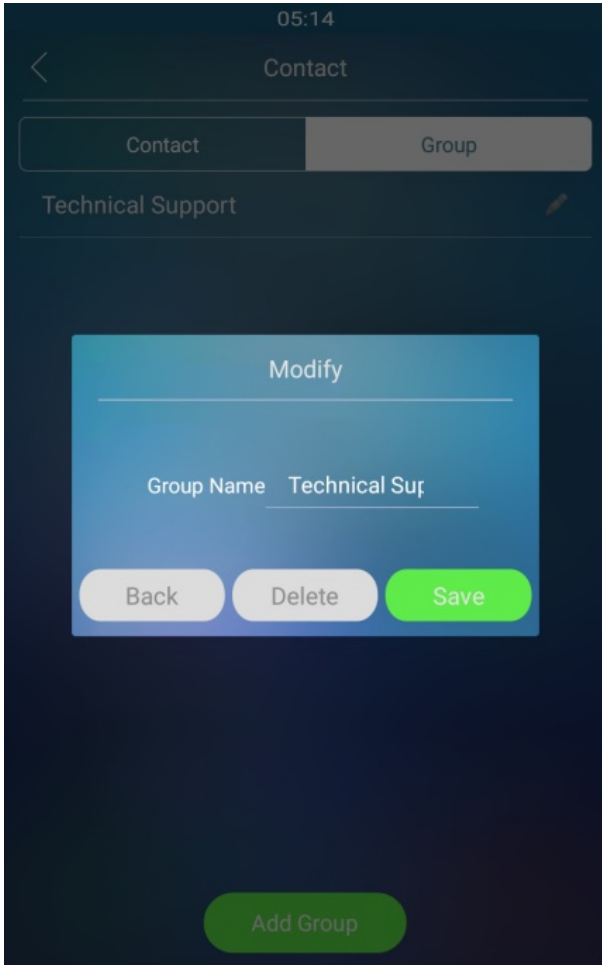 05:14
Contact
Contact Group
Technical Support
Modify
Group Name Technical Sup
Back Delete Save
Add Group